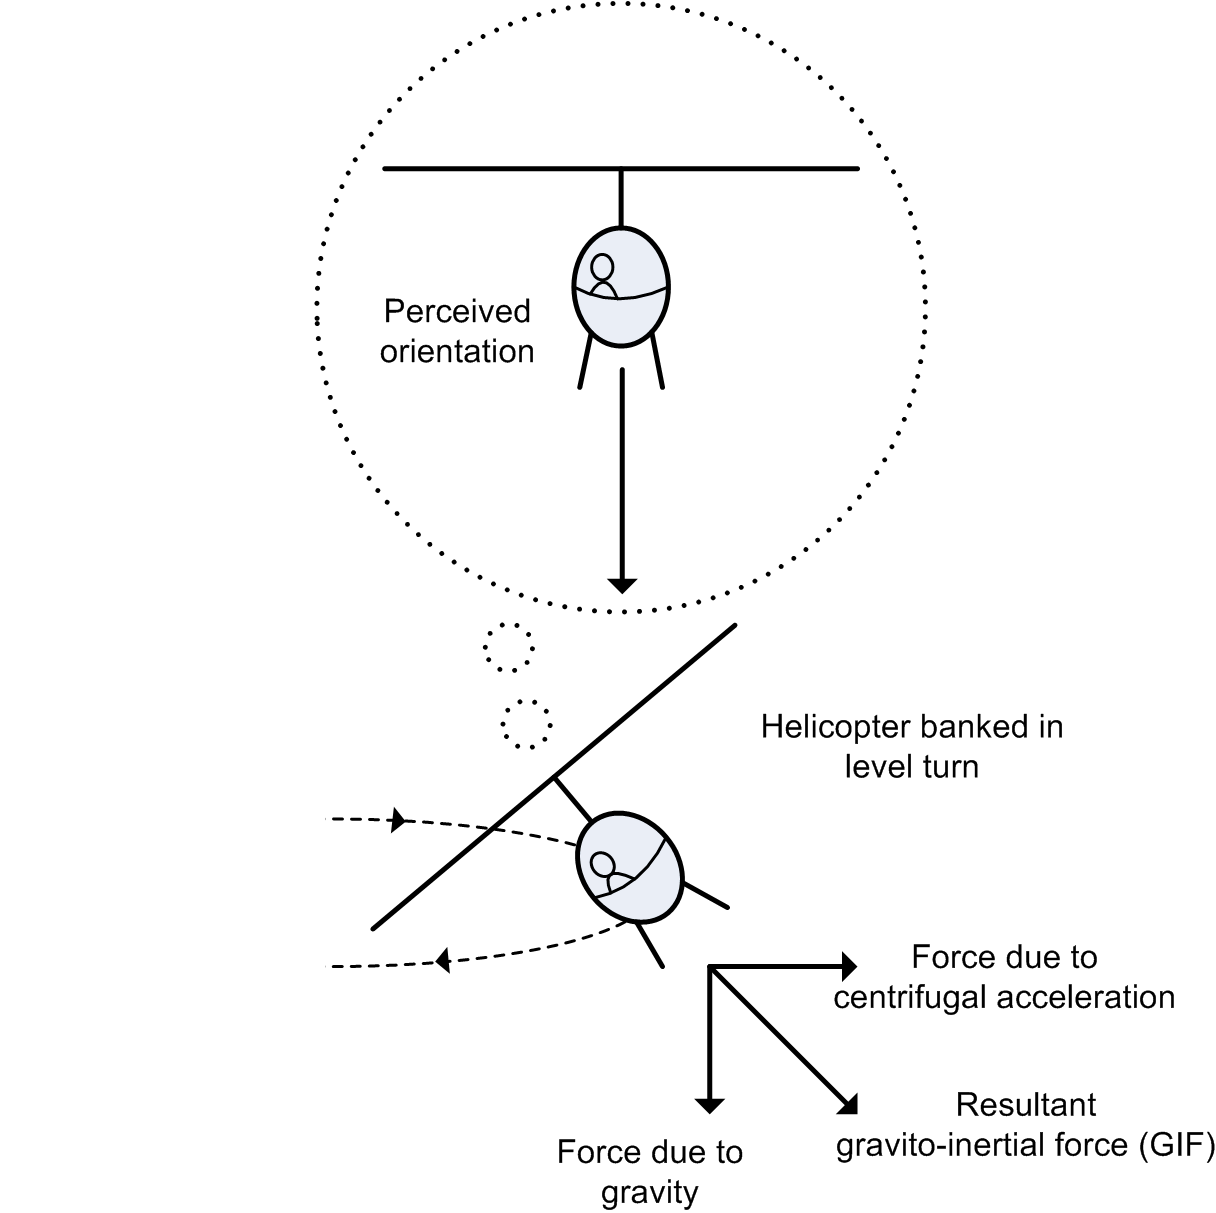 Perceived
orientation
Helicopter banked in
level turn
Force due to
centrifugal acceleration
Resultant
gravito-inertial force (GIF)
Force due to
gravity